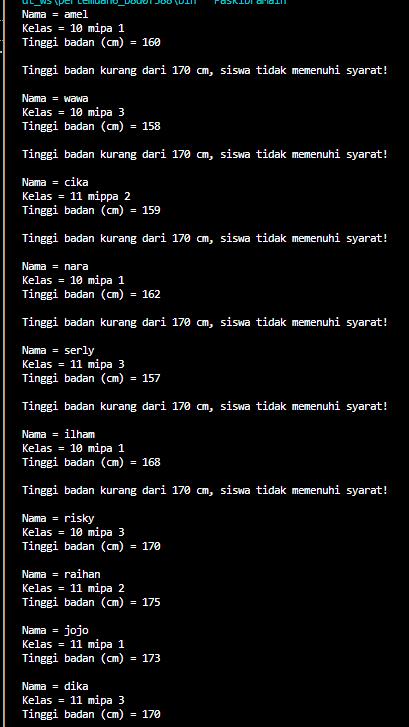 dt_ws\pertemuan6_b8d07588\bin' 'PaskibraMain'
Nama = amel
Kelas = 10 mipa 1
Tinggi badan (cm) = 160
Tinggi badan kurang dari 170 cm, siswa tidak memenuhi syarat!
Nama = wawa
Kelas = 10 mipa 3
Tinggi badan (cm) = 158
Tinggi badan kurang dari 170 cm, siswa tidak memenuhi syarat!
Nama = cika
Kelas = 11 mippa 2
Tinggi badan (cm) = 159
Tinggi badan kurang dari 170 cm, siswa tidak memenuhi syarat!
Nama = nara
Kelas = 10 mipa 1
Tinggi badan (cm) = 162
Tinggi badan kurang dari 170 cm, siswa tidak memenuhi syarat!
Nama = serly
Kelas = 11 mipa 3
Tinggi badan (cm) = 157
Tinggi badan kurang dari 170 cm, siswa tidak memenuhi syarat!
Nama = ilham
Kelas = 10 mipa 1
Tinggi badan (cm) = 168
Tinggi badan kurang dari 170 cm, siswa tidak memenuhi syarat!
Nama = risky
Kelas = 10 mipa 3
Tinggi badan (cm) = 170
Nama = raihan
Kelas = 11 mipa 2
Tinggi badan (cm) = 175
Nama = jojo
Kelas = 11 mipa 1
Tinggi badan (cm) = 173
Nama = dika
Kelas = 11 mipa 3
Tinggi badan (cm) = 170